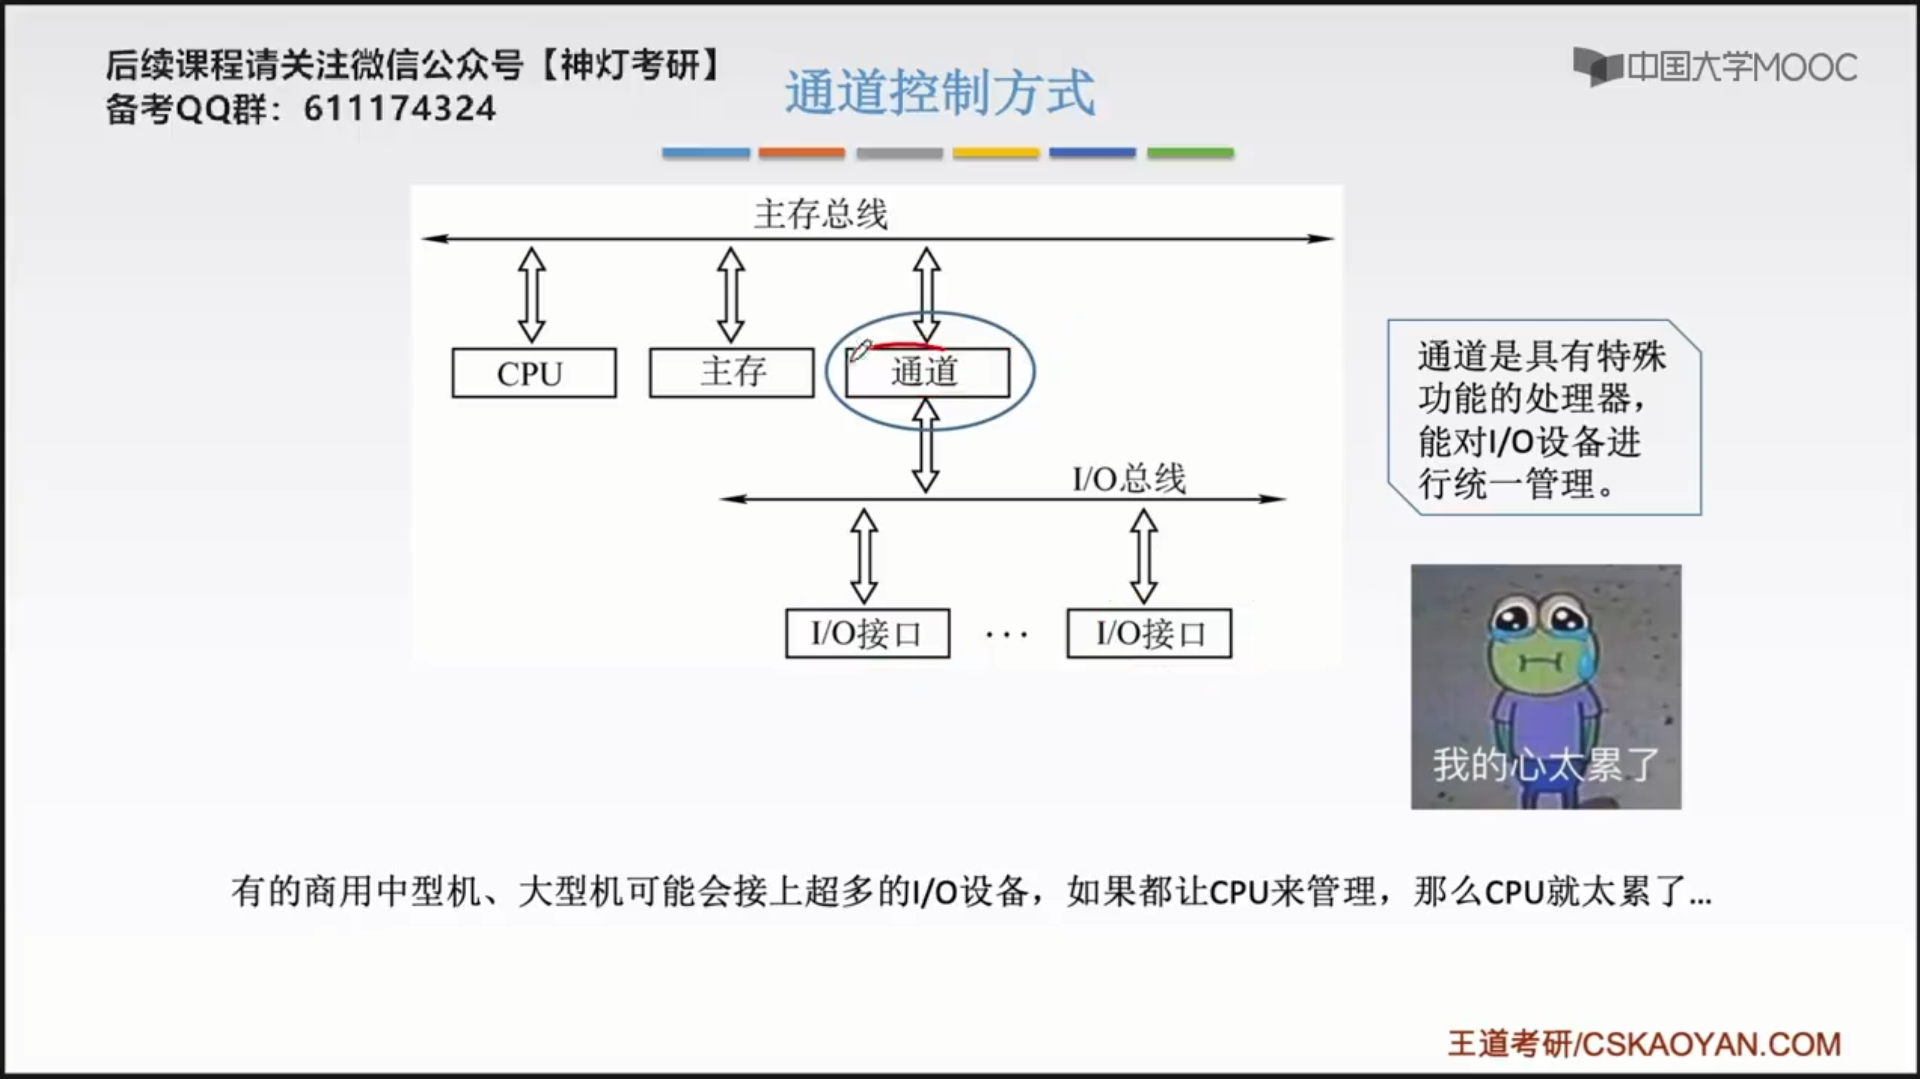 后续课程请关注微信公众号【神灯考研】
备考QQ群：611174324
中国大学MOOC
通道控制方式
主存总线
CPU
主存
通道
I/O总线
I/O接口
...
I/O接口
通道是具有特殊
功能的处理器，
能对I/O设备进
行统一管理。
我的心太累了
有的商用中型机、大型机可能会接上超多的I/O设备，如果都让CPU来管理，那么CPU就太累了...
王道考研/CSKAOYAN.COM